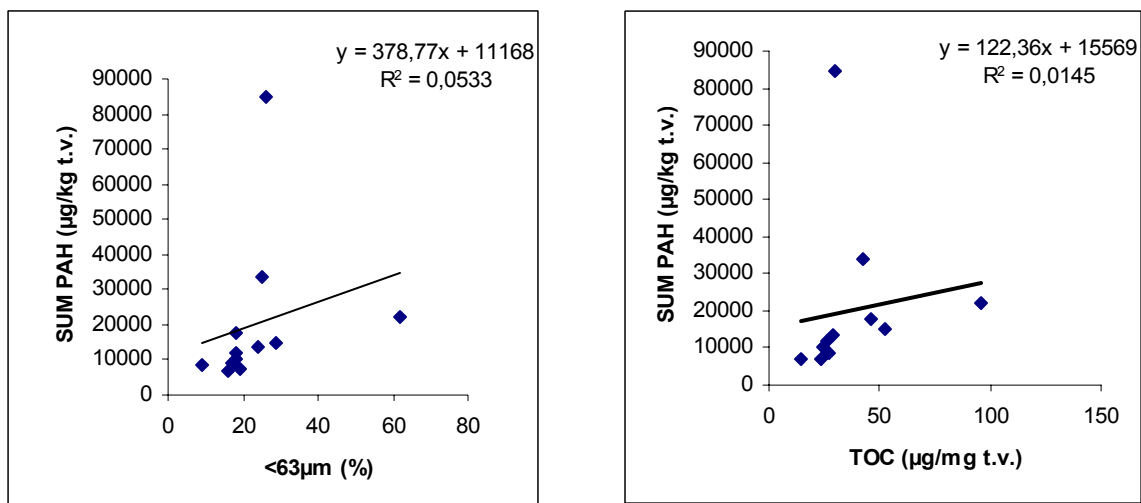 y = 378,77x + 11168
R² = 0,0533
90000
80000
70000
60000
50000
40000
30000
20000
10000
0
0 20 40 60 80
SUM PAH (µg/kg t.v.)
<63µm (%)
y = 122,36x + 15569
R² = 0,0145
90000
80000
70000
60000
50000
40000
30000
20000
10000
0
0 50 100 150
SUM PAH (µg/kg t.v.)
TOC (µg/mg t.v.)